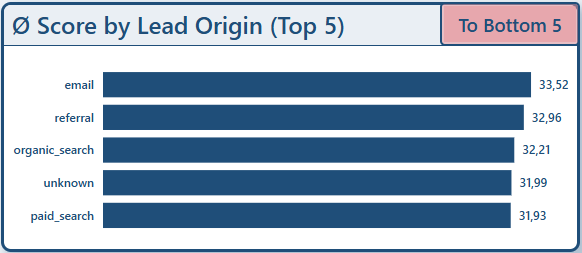 Ø Score by Lead Origin (Top 5)
To Bottom 5
email 33,52
referral 32,96
organic_search 32,21
unknown 31,99
paid_search 31,93